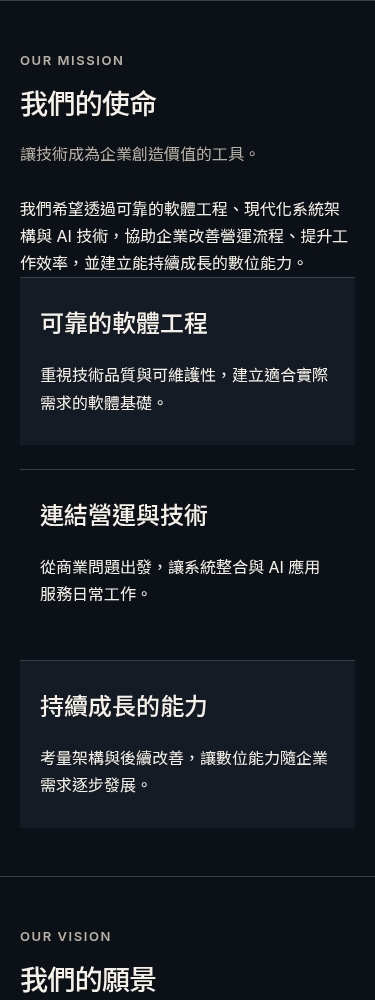 OUR MISSION
我們的使命
讓技術成為企業創造價值的工具。
我們希望透過可靠的軟體工程、現代化系統架
構與 AI 技術，協助企業改善營運流程、提升工
作效率，並建立能持續成長的數位能力。
可靠的軟體工程
重視技術品質與可維護性，建立適合實際
需求的軟體基礎。
連結營運與技術
從商業問題出發，讓系統整合與 AI 應用
服務日常工作。
持續成長的能力
考量架構與後續改善，讓數位能力隨企業
需求逐步發展。
OUR VISION
我們的願景